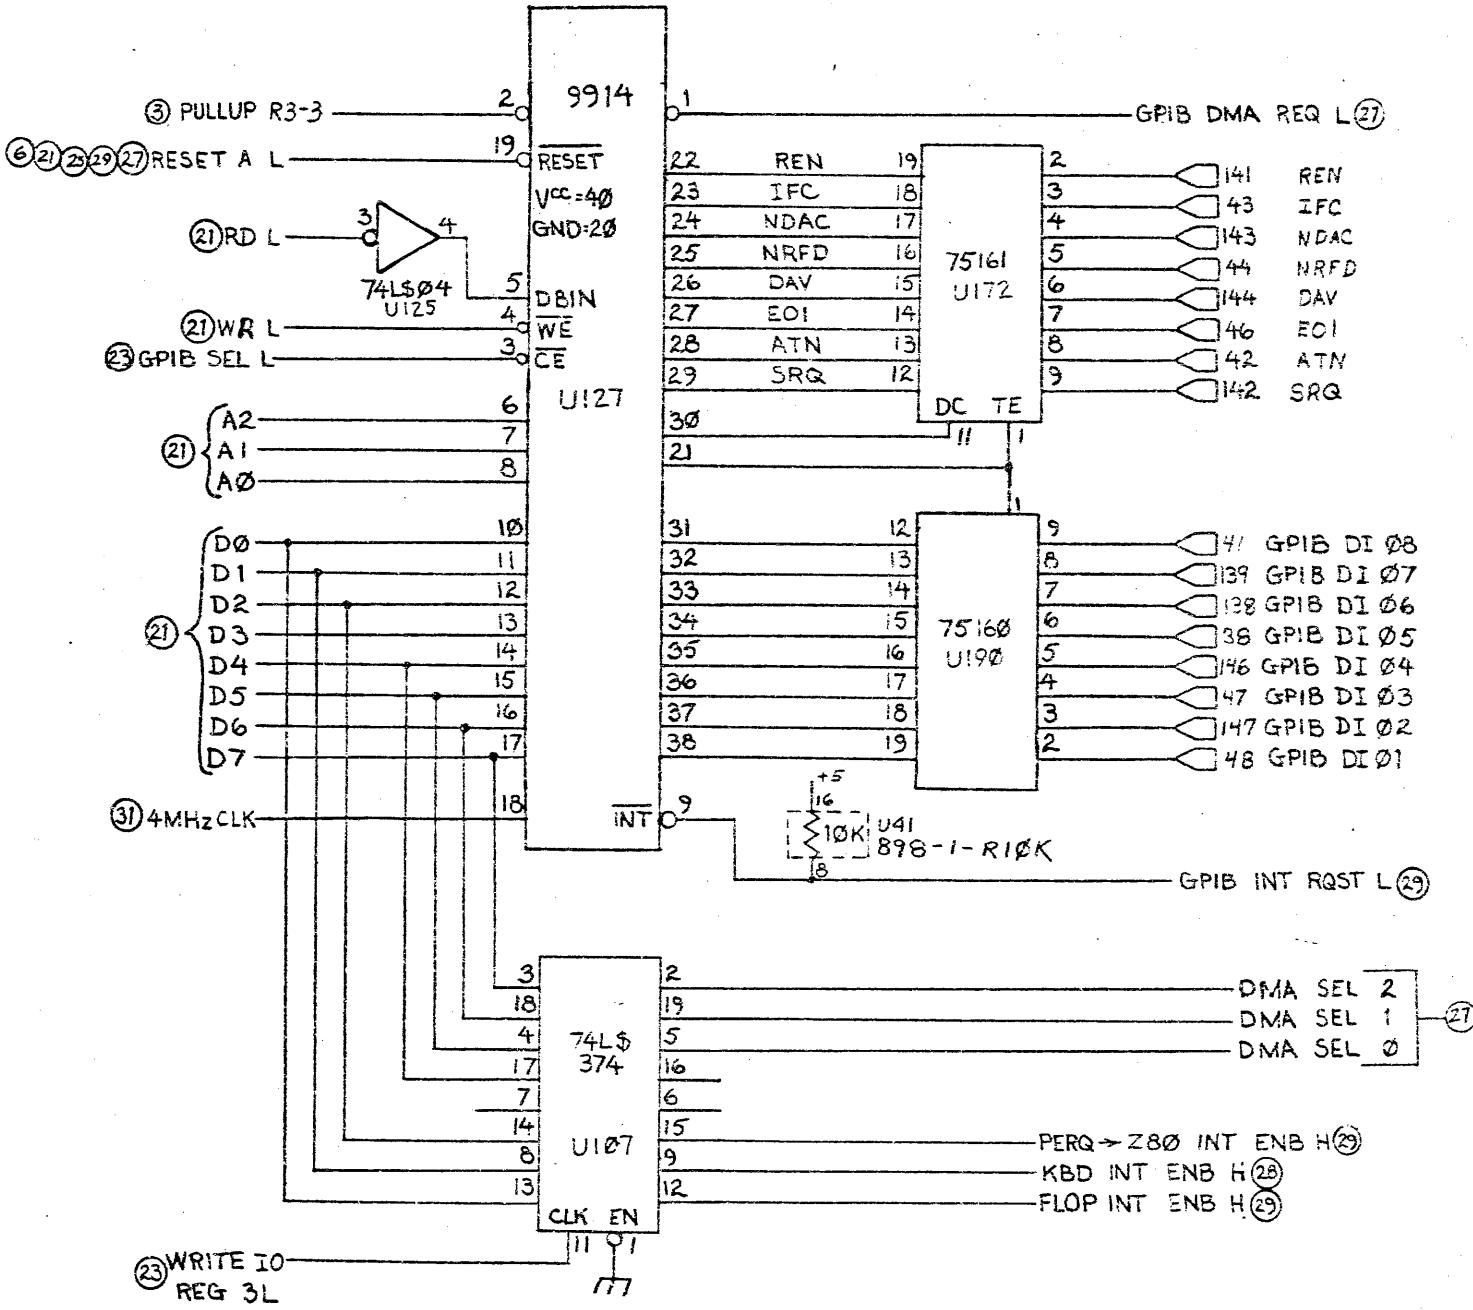 9914
2
1
③ PULLUP R3-3
GPIB DMA REQ L ㉗
⑥ ㉑ ㉕ ㉙ ㉗ RESET A L
19
RESET
22 REN 19
2
141 REN
VCC=4Ø
23 IFC 18
3
43 IFC
GND=2Ø
24 NDAC 17
4
143 NDAC
㉑ RD L
3
4
25 NRFD 16
5
44 NRFD
74LS04
U125
75161
U172
26 DAV 15
6
144 DAV
5
DBIN
27 EOI 14
7
46 EOI
㉑ WR L
4
WE
28 ATN 13
8
42 ATN
㉓ GPIB SEL L
3
CE
29 SRQ 12
9
142 SRQ
U127
DC TE
11 1
㉑
A2 6
A1 7
AØ 8
3Ø
21
1
㉑
DØ 1Ø
31 12
9
41 GPIB DI Ø8
D1 11
32 13
8
139 GPIB DI Ø7
D2 12
33 14
7
138 GPIB DI Ø6
D3 13
34 15
6
38 GPIB DI Ø5
75160
U19Ø
D4 14
35 16
5
146 GPIB DI Ø4
D5 15
36 17
4
47 GPIB DI Ø3
D6 16
37 18
3
147 GPIB DI Ø2
D7 17
38 19
2
48 GPIB DI Ø1
㉛ 4MHz CLK
18
INT
9
+5
16
1ØK
8
U41
898-1-R1ØK
GPIB INT RQST L ㉙
3
2
DMA SEL 2
18
19
DMA SEL 1
㉗
4
5
DMA SEL Ø
74LS
374
17
16
7
6
14
15
U1Ø7
PERQ→Z8Ø INT ENB H ㉙
8
9
KBD INT ENB H ㉘
13
12
FLOP INT ENB H ㉙
CLK EN
11 1
㉓ WRITE IO
REG 3L